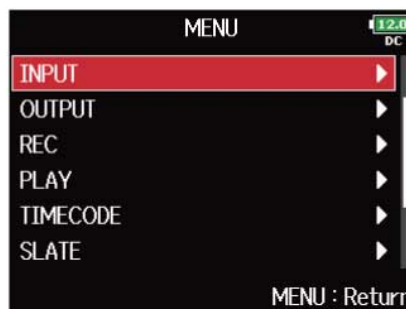 MENU
12.0
DC
INPUT
OUTPUT
REC
PLAY
TIMECODE
SLATE
MENU : Return